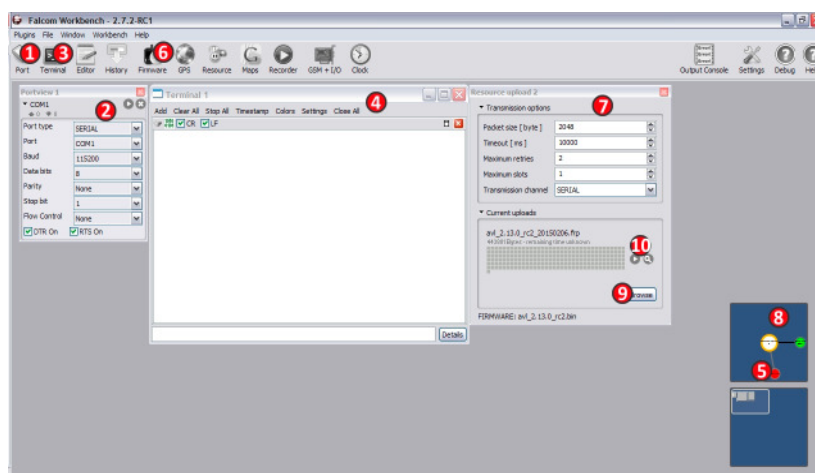 Falcom Workbench - 2.7.2-RC1
Plugins File Window Workbench Help
1 3 6
Port Terminal Editor History Firmware GPS Resource Maps Recorder GSM + I/O Clock Output Console Settings Debug
Portview 1
COM1
2
Port type SERIAL
Port COM1
Baud 115200
Data bits 8
Parity None
Stop bit 1
Flow Control None
DTR On RTS On
Terminal 1
4
Add Clear All Stop All Timestamp Colors Settings Close All
CR LF
Details
Resource upload 2
Transmission options
7
Packet size [ byte ] 2048
Timeout [ ms ] 10000
Maximum retries 2
Maximum slots 1
Transmission channel SERIAL
Current uploads
avl_2.13.0_rc2_20150206.frp
remaining time unknown
10
9
FIRMWARE: avl_2.13.0_rc2.bin
8
5